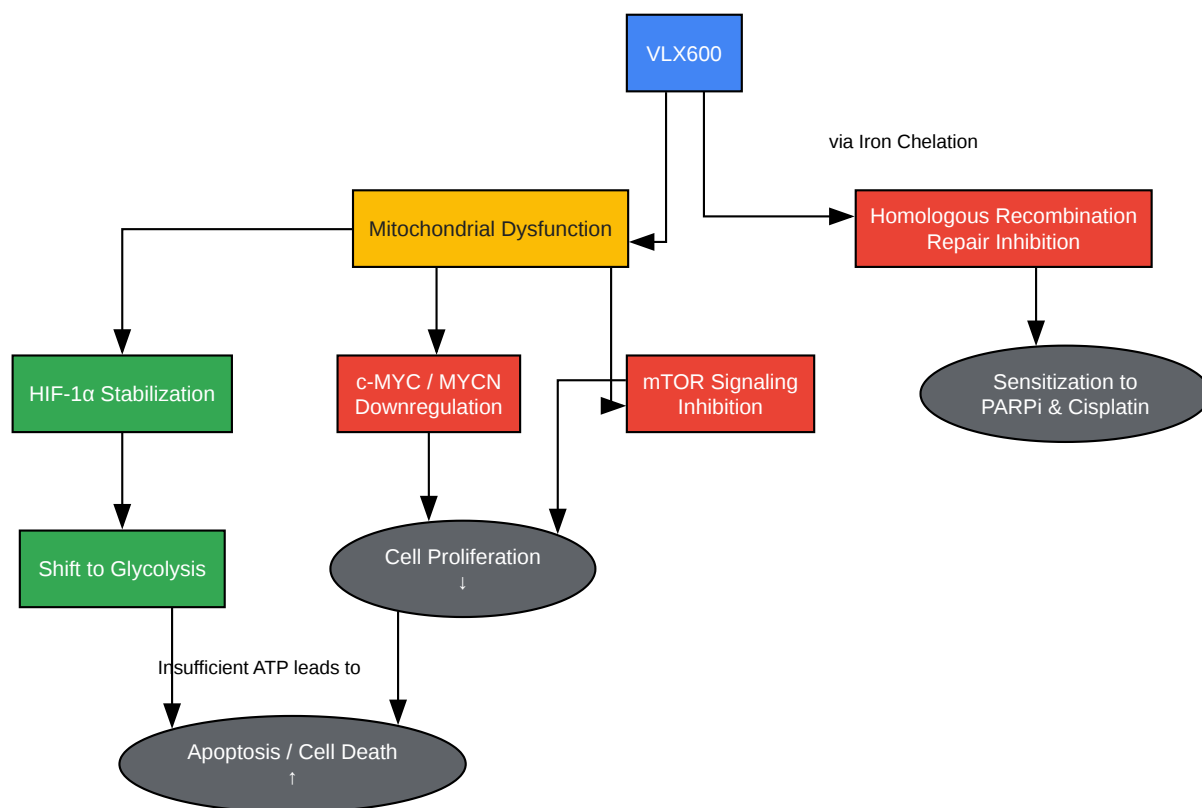 VLX600
via Iron Chelation
Mitochondrial Dysfunction
Homologous Recombination
Repair Inhibition
HIF-1α Stabilization
c-MYC / MYCN
Downregulation
mTOR Signaling
Inhibition
Sensitization to
PARPi & Cisplatin
Shift to Glycolysis
Cell Proliferation
↓
Insufficient ATP leads to
Apoptosis / Cell Death
↑